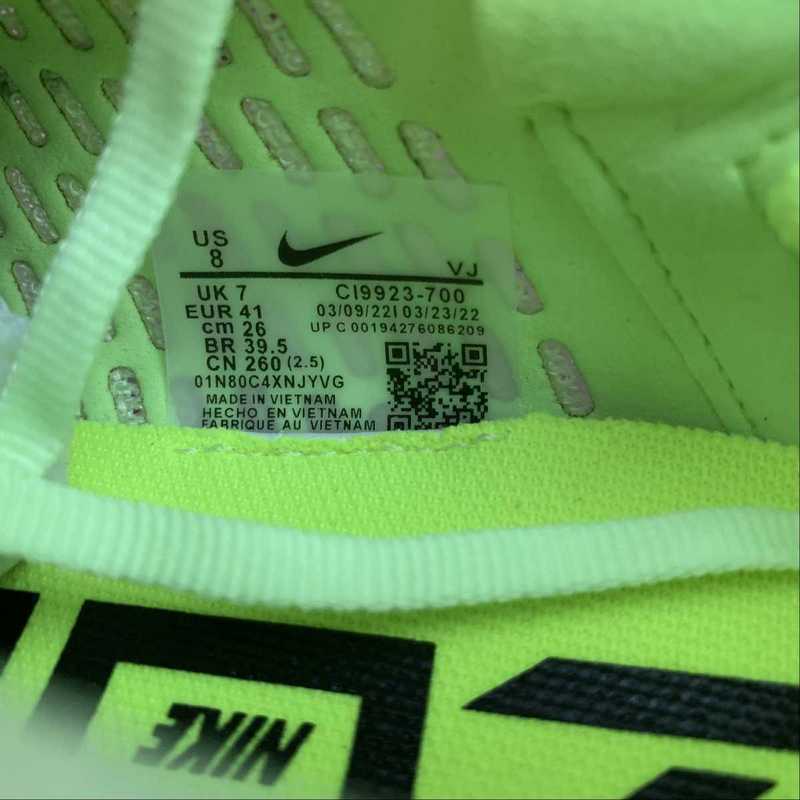 US
8
VJ
UK 7
CI9923-700
EUR 41
03/09/22I 03/23/22
cm 26
UP C 00194276086209
BR 39.5
CN 260 (2.5)
01N80C4XNJYVG
MADE IN VIETNAM
HECHO EN VIETNAM
FABRIQUE AU VIETNAM
NIKE